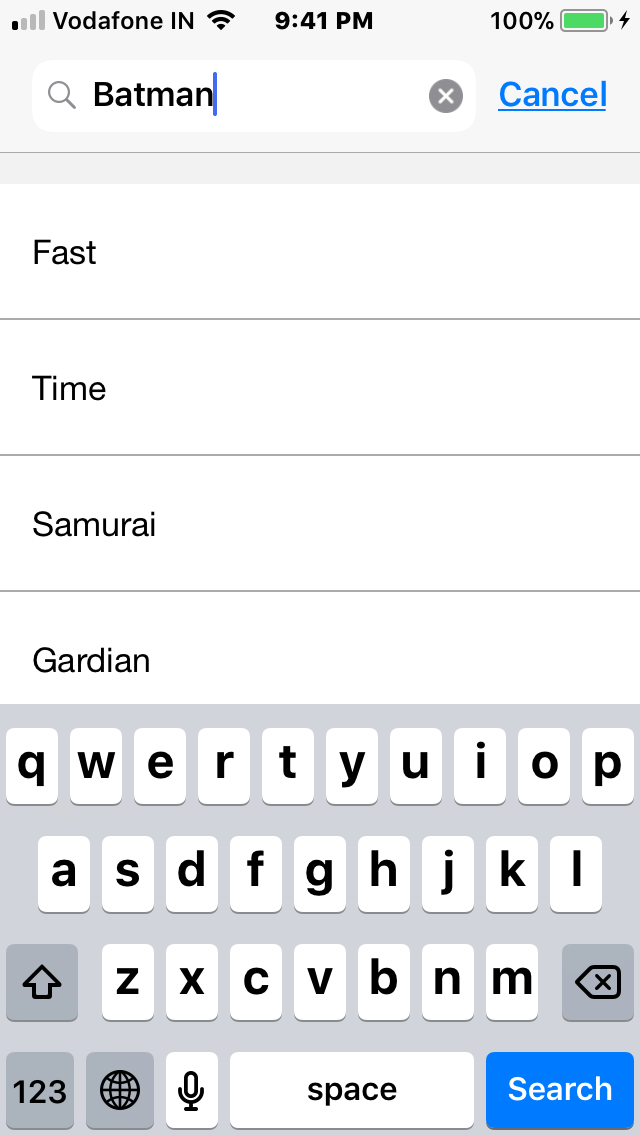 Vodafone IN 9:41 PM 100%
Batman Cancel
Fast
Time
Samurai
Gardian
q w e r t y u i o p
a s d f g h j k l
z x c v b n m
123 space Search